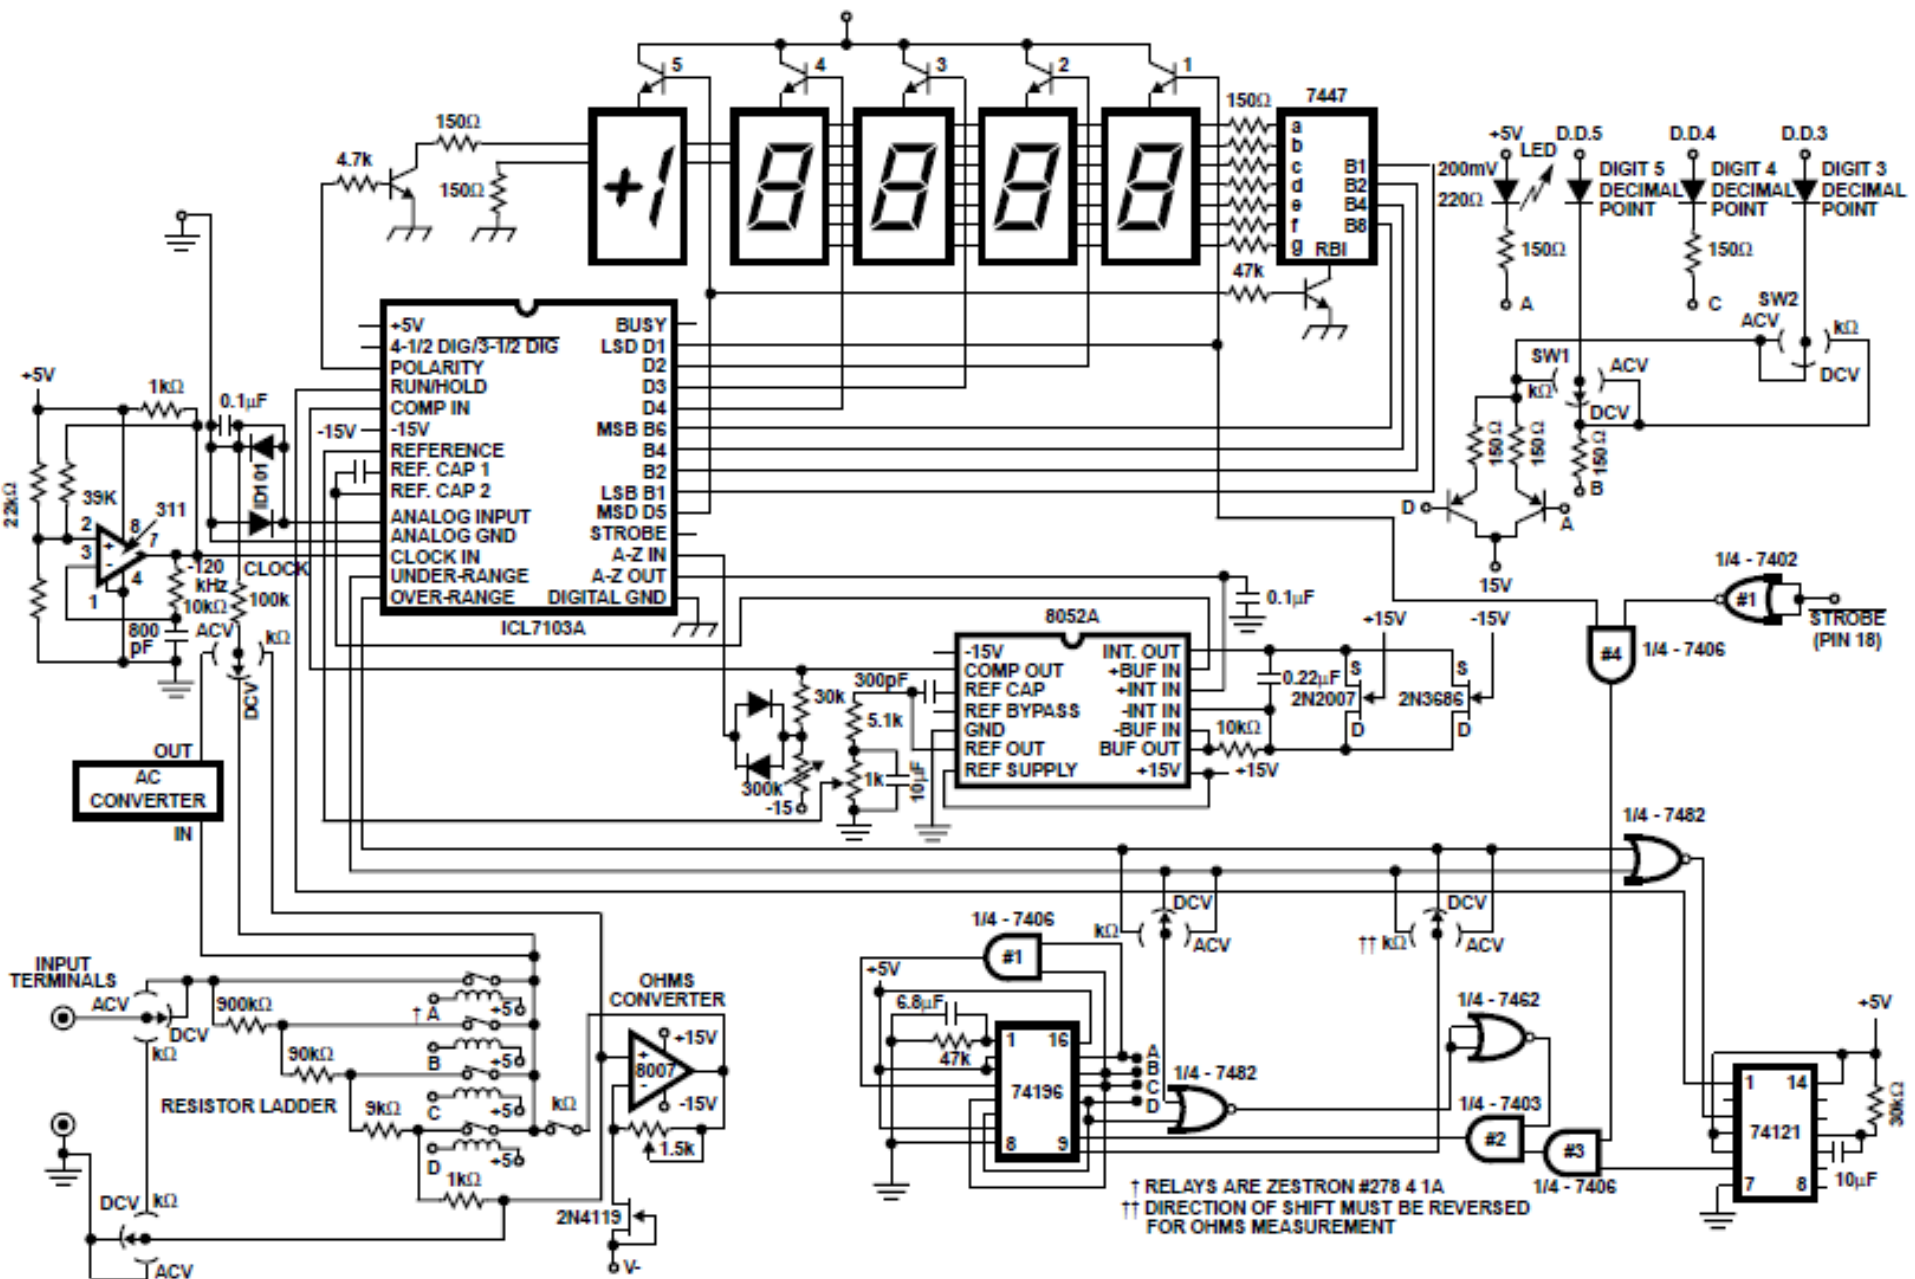 5
4
3
2
1
150Ω
4.7k
150Ω
+1
8
8
8
8
150Ω
7447
a
b
c
d
e
f
g
B1
B2
B4
B8
RBI
47k
200mV
220Ω
+5V
LED
150Ω
A
D.D.5
DIGIT 5
DECIMAL
POINT
D.D.4
DIGIT 4
DECIMAL
POINT
150Ω
C
D.D.3
DIGIT 3
DECIMAL
POINT
SW2
ACV
kΩ
DCV
SW1
ACV
kΩ
DCV
150Ω
150Ω
150Ω
B
D
A
15V
+5V
4-1/2 DIG/3-1/2 DIG
POLARITY
RUN/HOLD
COMP IN
-15V
-15V
REFERENCE
REF. CAP 1
REF. CAP 2
ANALOG INPUT
ANALOG GND
CLOCK IN
UNDER-RANGE
OVER-RANGE
BUSY
LSD D1
D2
D3
D4
MSB B6
B4
B2
LSB B1
MSD D5
STROBE
A-Z IN
A-Z OUT
DIGITAL GND
ICL7103A
+5V
1kΩ
0.1μF
ID101
22kΩ
39K
311
2
3
8
7
4
1
+
-
-120
kHz
CLOCK
10kΩ
100k
800
pF
ACV
kΩ
DCV
OUT
AC
CONVERTER
IN
0.1μF
8052A
-15V
COMP OUT
REF CAP
REF BYPASS
GND
REF OUT
REF SUPPLY
INT. OUT
+BUF IN
+INT IN
-INT IN
-BUF IN
BUF OUT
+15V
+15V
300pF
30k
5.1k
1k
10μF
300k
-15
0.22μF
10kΩ
+15V
-15V
S
2N2007
D
S
2N3686
D
1/4 - 7402
#1
STROBE
(PIN 18)
#4
1/4 - 7406
1/4 - 7482
INPUT
TERMINALS
ACV
DCV
kΩ
900kΩ
90kΩ
9kΩ
1kΩ
RESISTOR LADDER
† A
+5
B
+5
C
+5
D
+5
kΩ
DCV
kΩ
ACV
OHMS
CONVERTER
+15V
+
8007
-
-15V
1.5k
2N4119
V-
1/4 - 7406
#1
+5V
6.8μF
47k
1
16
74196
8
9
A
B
C
D
kΩ
DCV
ACV
†† kΩ
DCV
ACV
1/4 - 7482
1/4 - 7462
1/4 - 7403
#2
#3
1/4 - 7406
+5V
1
14
74121
7
8
30kΩ
10μF
† RELAYS ARE ZESTRON #278 4 1A
†† DIRECTION OF SHIFT MUST BE REVERSED
FOR OHMS MEASUREMENT